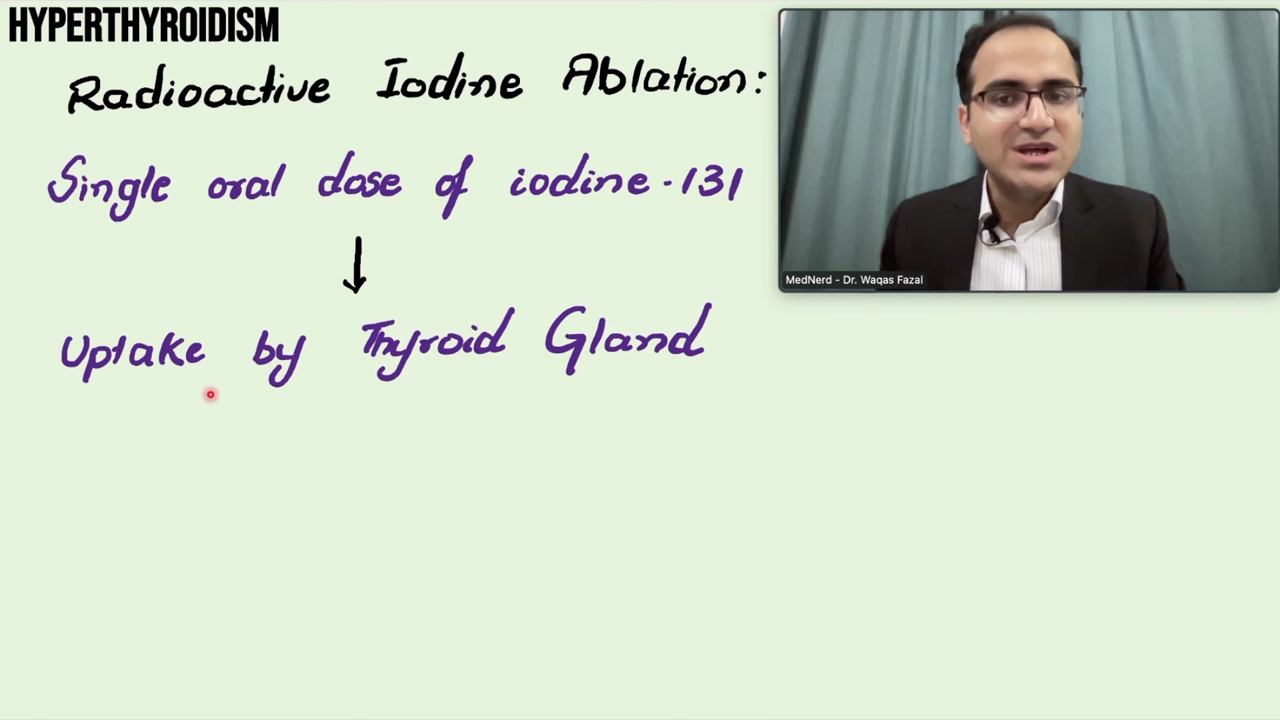 HYPERTHYROIDISM
Radioactive Iodine Ablation:
Single oral dose of iodine-131
Uptake by Thyroid Gland
MedNerd - Dr. Waqas Fazal